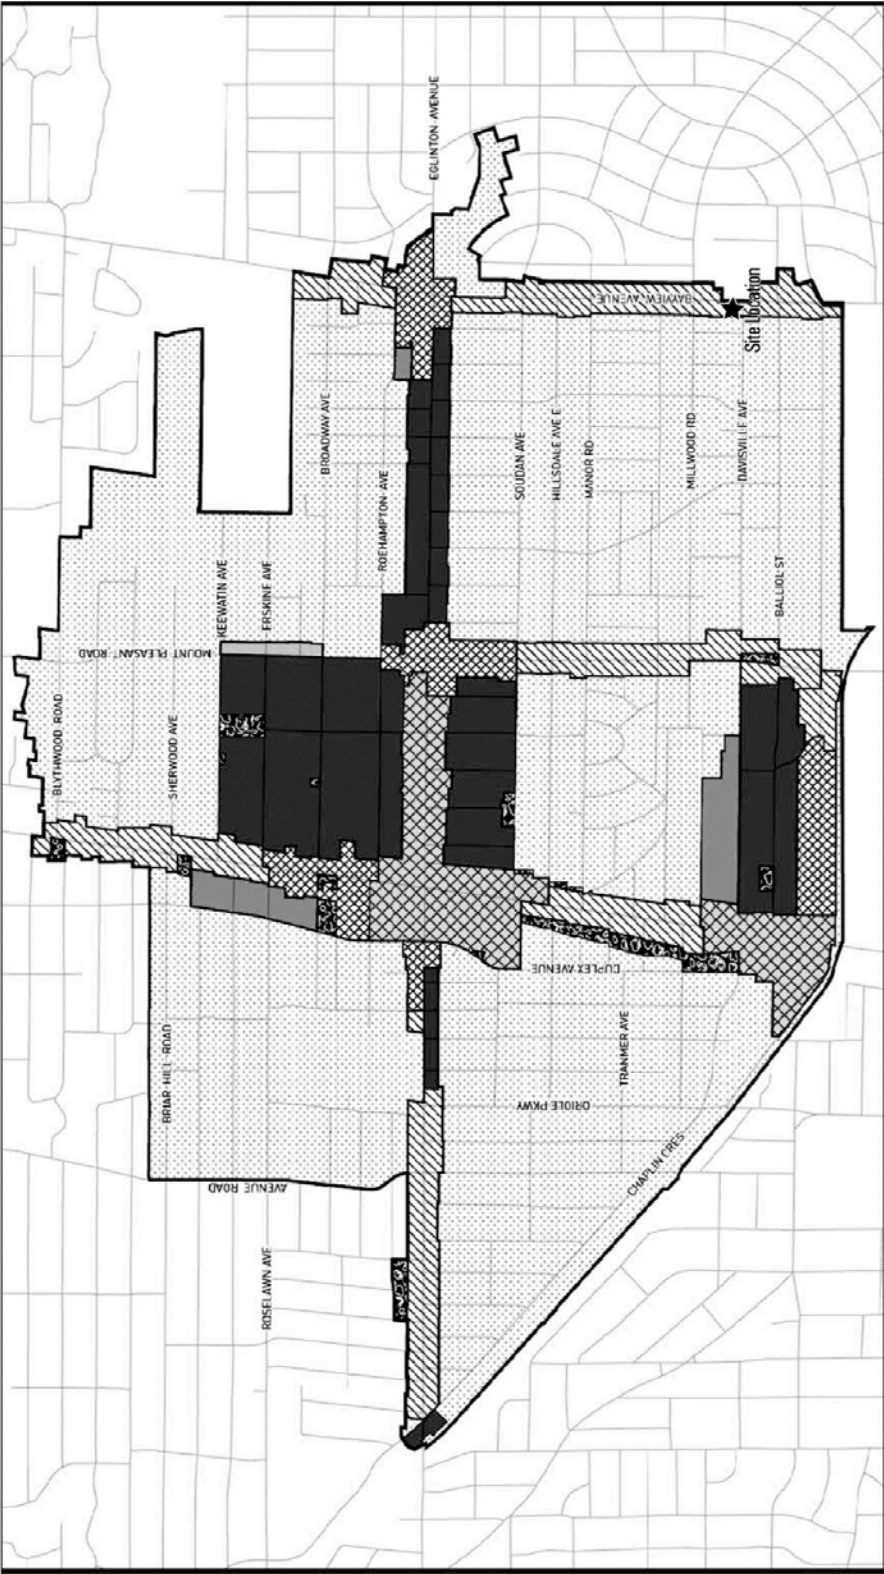 EGLINTON AVENUE
BAYVIEW AVENUE
Site Location
BROADWAY AVE
ROEHAMPTON AVE
SOUDAN AVE
HILLSDALE AVE E
MANOR RD
MILLWOOD RD
DAVISVILLE AVE
BALLIOL ST
KEEWATIN AVE
ERSKINE AVE
MOUNT PLEASANT ROAD
BLYTHWOOD ROAD
SHERWOOD AVE
DUPLEX AVENUE
BRIAR HILL ROAD
TRANMER AVE
ORIOLE PKWY
CHAPLIN CRES
AVENUE ROAD
ROSELAWN AVE